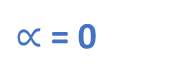 ∝ = 0